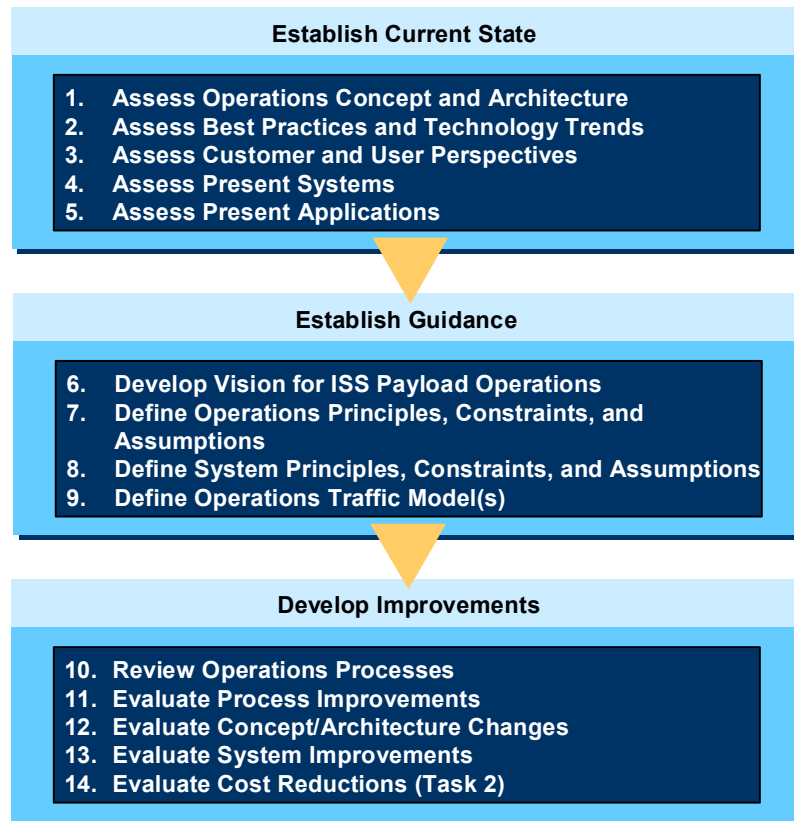 Establish Current State
1. Assess Operations Concept and Architecture
2. Assess Best Practices and Technology Trends
3. Assess Customer and User Perspectives
4. Assess Present Systems
5. Assess Present Applications
Establish Guidance
6. Develop Vision for ISS Payload Operations
7. Define Operations Principles, Constraints, and
Assumptions
8. Define System Principles, Constraints, and Assumptions
9. Define Operations Traffic Model(s)
Develop Improvements
10. Review Operations Processes
11. Evaluate Process Improvements
12. Evaluate Concept/Architecture Changes
13. Evaluate System Improvements
14. Evaluate Cost Reductions (Task 2)